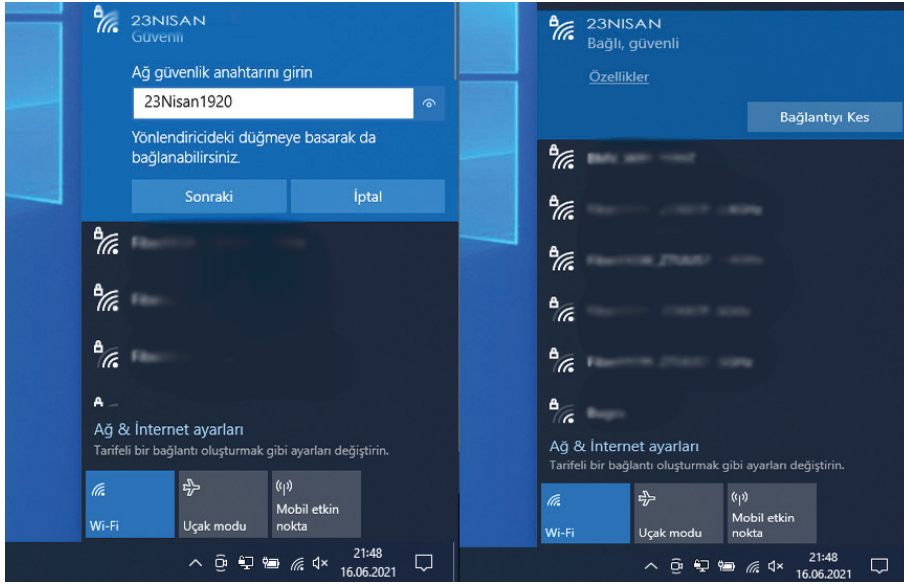 23NISAN
Güvenli
Ağ güvenlik anahtarını girin
23Nisan1920
Yönlendiricideki düğmeye basarak da
bağlanabilirsiniz.
Sonraki
İptal
Ağ & İnternet ayarları
Tarifeli bir bağlantı oluşturmak gibi ayarları değiştirin.
Wi-Fi
Uçak modu
Mobil etkin
nokta
21:48
16.06.2021
23NISAN
Bağlı, güvenli
Özellikler
Bağlantıyı Kes
Ağ & İnternet ayarları
Tarifeli bir bağlantı oluşturmak gibi ayarları değiştirin.
Wi-Fi
Uçak modu
Mobil etkin
nokta
21:48
16.06.2021